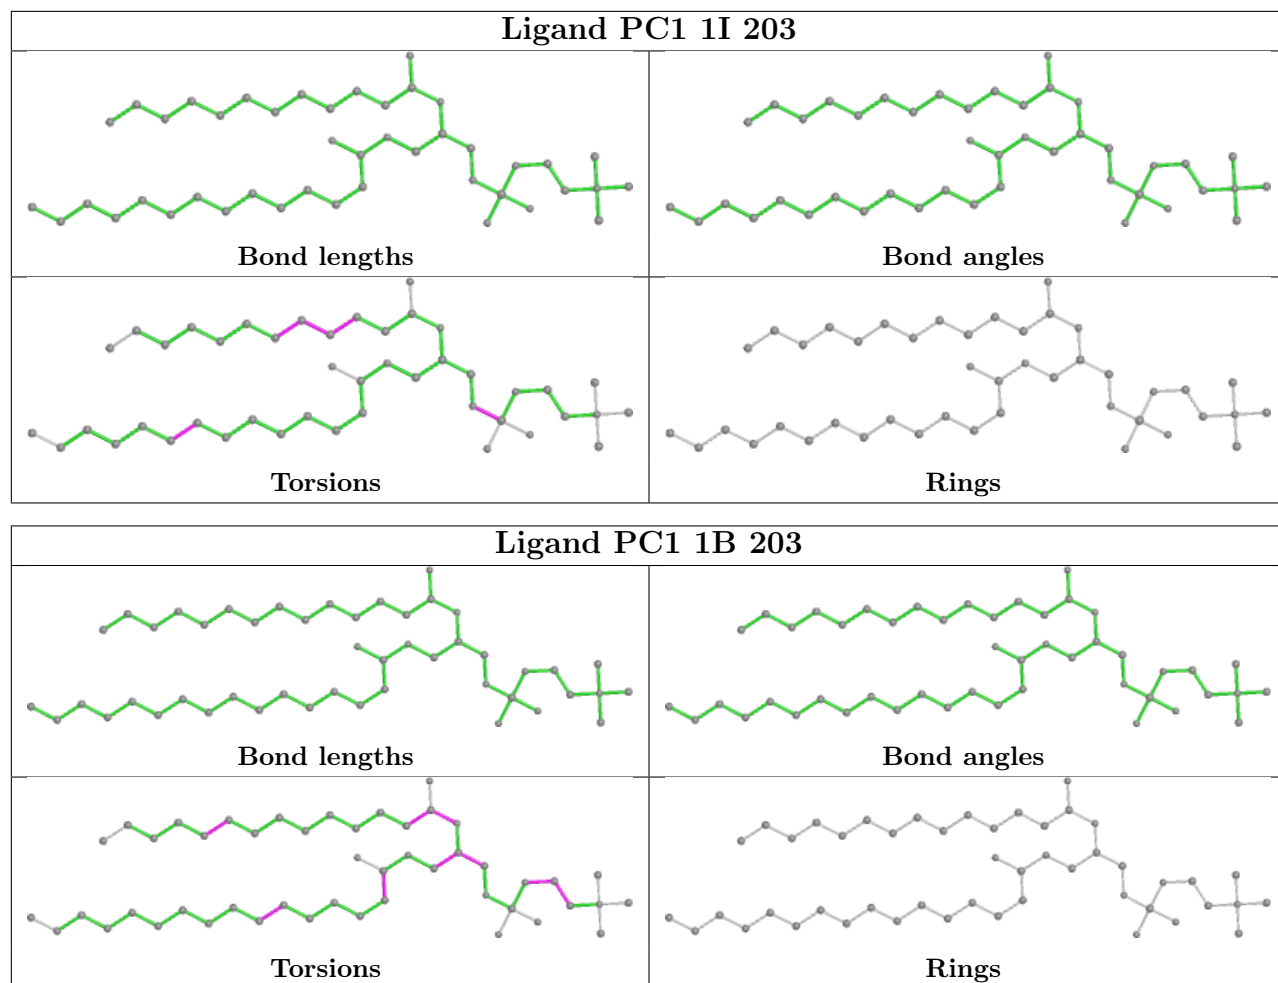 Ligand PC1 1I 203
Bond lengths
Bond angles
Torsions
Rings
Ligand PC1 1B 203
Bond lengths
Bond angles
Torsions
Rings